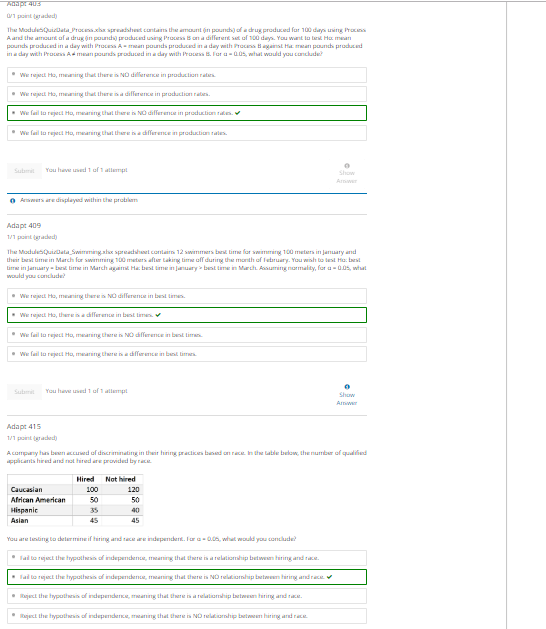 Adapt 403
0/1 point (graded)
The Module5QuizData_Process.xlsx spreadsheet contains the amount (in pounds) of a drug produced for 100 days using Process
A and the amount of a drug (in pounds) produced using Process B on a different set of 100 days. You want to test Ho: mean
pounds produced in a day with Process A = mean pounds produced in a day with Process B against Ha: mean pounds produced
in a day with Process A ≠ mean pounds produced in a day with Process B. For α = 0.05, what would you conclude?
We reject Ho, meaning that there is NO difference in production rates.
We reject Ho, meaning that there is a difference in production rates.
We fail to reject Ho, meaning that there is NO difference in production rates. ✔
We fail to reject Ho, meaning that there is a difference in production rates.
Submit You have used 1 of 1 attempt
Show
Answer
Answers are displayed within the problem
Adapt 409
1/1 point (graded)
The Module5QuizData_Swimming.xlsx spreadsheet contains 12 swimmers best time for swimming 100 meters in January and
their best time in March for swimming 100 meters after taking time off during the month of February. You wish to test Ho: best
time in January = best time in March against Ha: best time in January > best time in March. Assuming normality, for α = 0.05, what
would you conclude?
We reject Ho, meaning there is NO difference in best times.
We reject Ho, there is a difference in best times. ✔
We fail to reject Ho, meaning there is NO difference in best times.
We fail to reject Ho, meaning there is a difference in best times.
Submit You have used 1 of 1 attempt
Show
Answer
Adapt 415
1/1 point (graded)
A company has been accused of discriminating in their hiring practices based on race. In the table below, the number of qualified
applicants hired and not hired are provided by race.
Hired Not hired
Caucasian 100 120
African American 50 50
Hispanic 35 40
Asian 45 45
You are testing to determine if hiring and race are independent. For α = 0.05, what would you conclude?
Fail to reject the hypothesis of independence, meaning that there is a relationship between hiring and race.
Fail to reject the hypothesis of independence, meaning that there is NO relationship between hiring and race. ✔
Reject the hypothesis of independence, meaning that there is a relationship between hiring and race.
Reject the hypothesis of independence, meaning that there is NO relationship between hiring and race.